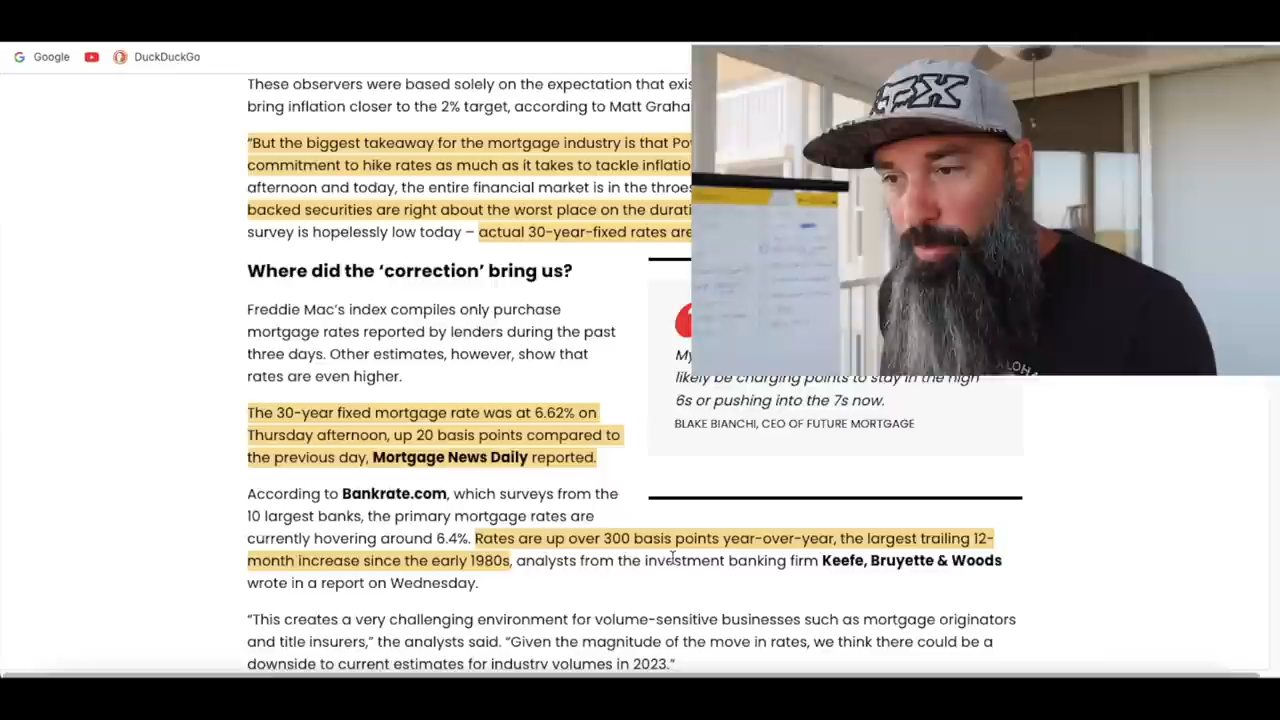 Google
DuckDuckGo
These observers were based solely on the expectation that exis
bring inflation closer to the 2% target, according to Matt Graha
"But the biggest takeaway for the mortgage industry is that Po
commitment to hike rates as much as it takes to tackle inflatio
afternoon and today, the entire financial market is in the throes
backed securities are right about the worst place on the durati
survey is hopelessly low today – actual 30-year-fixed rates are
Where did the ‘correction’ bring us?
Freddie Mac’s index compiles only purchase
mortgage rates reported by lenders during the past
three days. Other estimates, however, show that
rates are even higher.
The 30-year fixed mortgage rate was at 6.62% on
Thursday afternoon, up 20 basis points compared to
the previous day, Mortgage News Daily reported.
My
likely be charging points to stay in the high
6s or pushing into the 7s now.
BLAKE BIANCHI, CEO OF FUTURE MORTGAGE
According to Bankrate.com, which surveys from the
10 largest banks, the primary mortgage rates are
currently hovering around 6.4%. Rates are up over 300 basis points year-over-year, the largest trailing 12-
month increase since the early 1980s, analysts from the investment banking firm Keefe, Bruyette & Woods
wrote in a report on Wednesday.
“This creates a very challenging environment for volume-sensitive businesses such as mortgage originators
and title insurers,” the analysts said. “Given the magnitude of the move in rates, we think there could be a
downside to current estimates for industry volumes in 2023.”